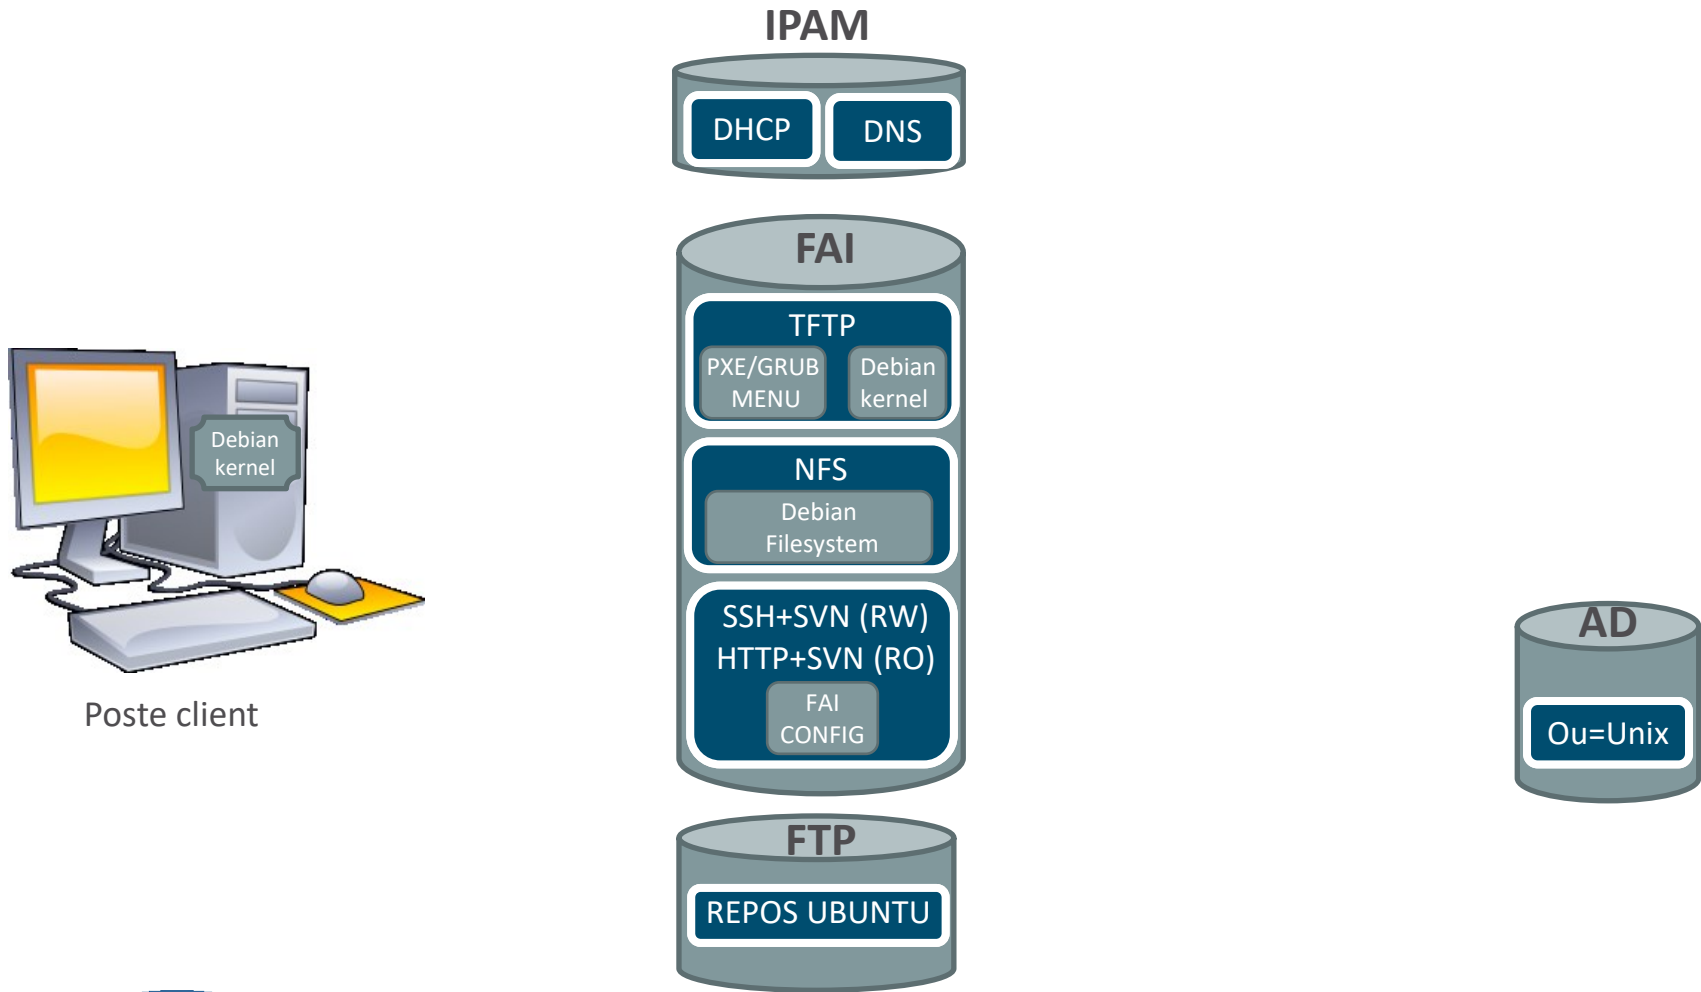 IPAM
DHCP
DNS
FAI
TFTP
PXE/GRUB
MENU
Debian
kernel
NFS
Debian
Filesystem
SSH+SVN (RW)
HTTP+SVN (RO)
FAI
CONFIG
FTP
REPOS UBUNTU
Debian
kernel
Poste client
AD
Ou=Unix